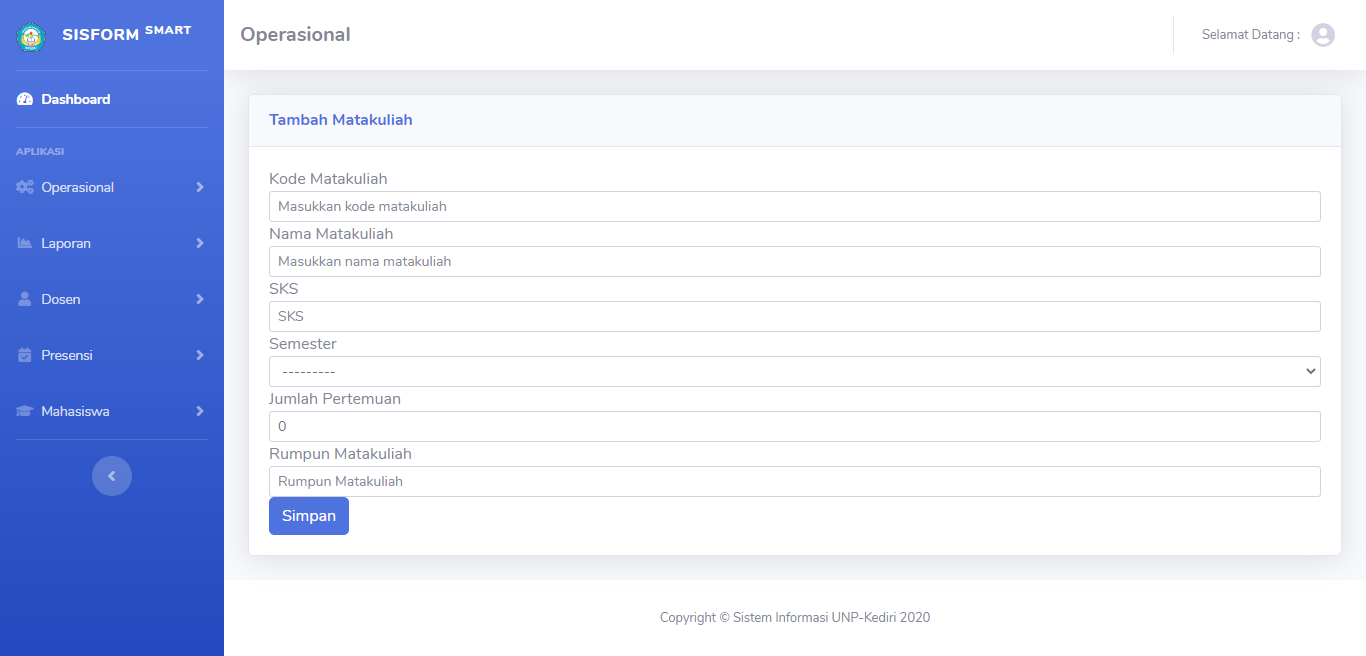 SISFORM SMART
Dashboard
APLIKASI
Operasional
Laporan
Dosen
Presensi
Mahasiswa
Operasional
Selamat Datang :
Tambah Matakuliah
Kode Matakuliah
Masukkan kode matakuliah
Nama Matakuliah
Masukkan nama matakuliah
SKS
SKS
Semester
---------
Jumlah Pertemuan
0
Rumpun Matakuliah
Rumpun Matakuliah
Simpan
Copyright © Sistem Informasi UNP-Kediri 2020